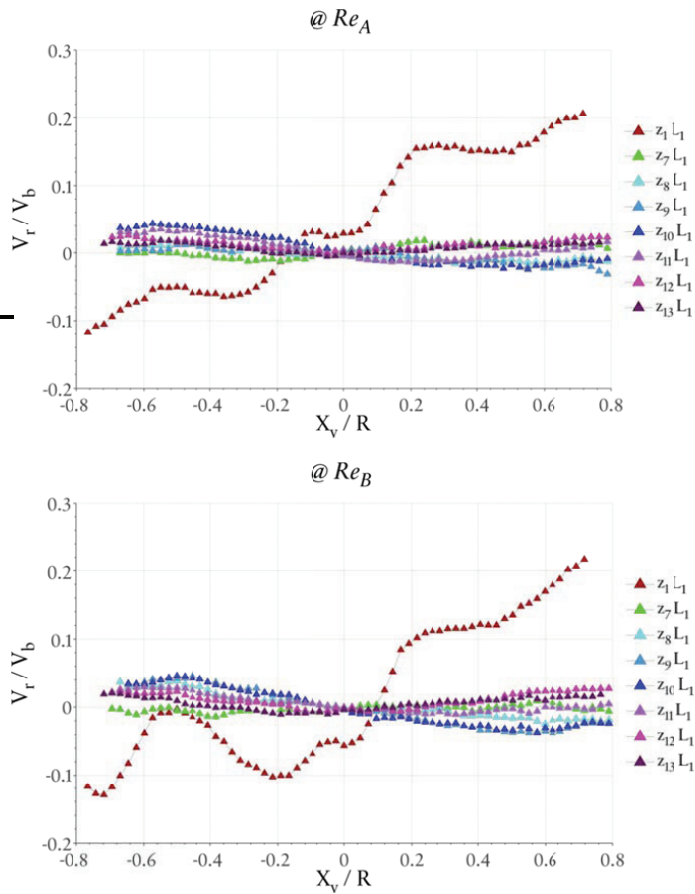 @ Re_A
0.3
0.2
0.1
0
-0.1
-0.2
V_r / V_b
-0.8 -0.6 -0.4 -0.2 0 0.2 0.4 0.6 0.8
X_v / R
z_1 L_1
z_7 L_1
z_8 L_1
z_9 L_1
z_10 L_1
z_11 L_1
z_12 L_1
z_13 L_1
@ Re_B
0.3
0.2
0.1
0
-0.1
-0.2
V_r / V_b
-0.8 -0.6 -0.4 -0.2 0 0.2 0.4 0.6 0.8
X_v / R
z_1 L_1
z_7 L_1
z_8 L_1
z_9 L_1
z_10 L_1
z_11 L_1
z_12 L_1
z_13 L_1